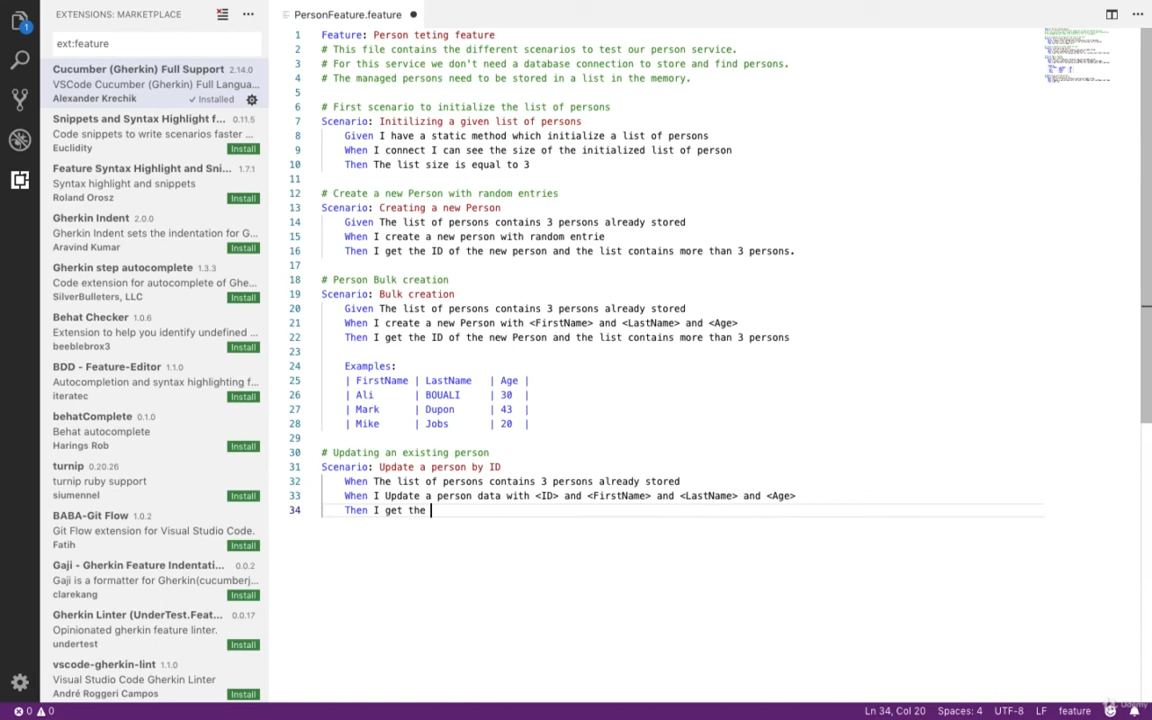 EXTENSIONS: MARKETPLACE
ext:feature
Cucumber (Gherkin) Full Support 2.14.0
VSCode Cucumber (Gherkin) Full Langua...
Alexander Krechik ✓ Installed
Snippets and Syntax Highlight f... 0.11.5
Code snippets to write scenarios faster ...
Euclidity Install
Feature Syntax Highlight and Sni... 1.7.1
Syntax highlight and snippets
Roland Orosz Install
Gherkin Indent 2.0.0
Gherkin Indent sets the indentation for G...
Aravind Kumar Install
Gherkin step autocomplete 1.3.3
Code extension for autocomplete of Ghe...
SilverBulleters, LLC Install
Behat Checker 1.0.6
Extension to help you identify undefined ...
beeblebrox3 Install
BDD - Feature-Editor 1.1.0
Autocompletion and syntax highlighting f...
iteratec Install
behatComplete 0.1.0
Behat autocomplete
Harings Rob Install
turnip 0.20.26
turnip ruby support
siumennel Install
BABA-Git Flow 1.0.2
Git Flow extension for Visual Studio Code.
Fatih Install
Gaji - Gherkin Feature Indentati... 0.0.2
Gaji is a formatter for Gherkin(cucumberj...
clarekang Install
Gherkin Linter (UnderTest.Feat... 0.0.17
Opinionated gherkin feature linter.
undertest Install
vscode-gherkin-lint 1.1.0
Visual Studio Code Gherkin Linter
André Roggeri Campos Install
1
PersonFeature.feature
1 Feature: Person teting feature
2 # This file contains the different scenarios to test our person service.
3 # For this service we don't need a database connection to store and find persons.
4 # The managed persons need to be stored in a list in the memory.
5
6 # First scenario to initialize the list of persons
7 Scenario: Initilizing a given list of persons
8 Given I have a static method which initialize a list of persons
9 When I connect I can see the size of the initialized list of person
10 Then The list size is equal to 3
11
12 # Create a new Person with random entries
13 Scenario: Creating a new Person
14 Given The list of persons contains 3 persons already stored
15 When I create a new person with random entrie
16 Then I get the ID of the new person and the list contains more than 3 persons.
17
18 # Person Bulk creation
19 Scenario: Bulk creation
20 Given The list of persons contains 3 persons already stored
21 When I create a new Person with <FirstName> and <LastName> and <Age>
22 Then I get the ID of the new Person and the list contains more than 3 persons
23
24 Examples:
25 | FirstName | LastName | Age |
26 | Ali | BOUALI | 30 |
27 | Mark | Dupon | 43 |
28 | Mike | Jobs | 20 |
29
30 # Updating an existing person
31 Scenario: Update a person by ID
32 When The list of persons contains 3 persons already stored
33 When I Update a person data with <ID> and <FirstName> and <LastName> and <Age>
34 Then I get the
0 0 Ln 34, Col 20 Spaces: 4 UTF-8 LF feature
Udemy